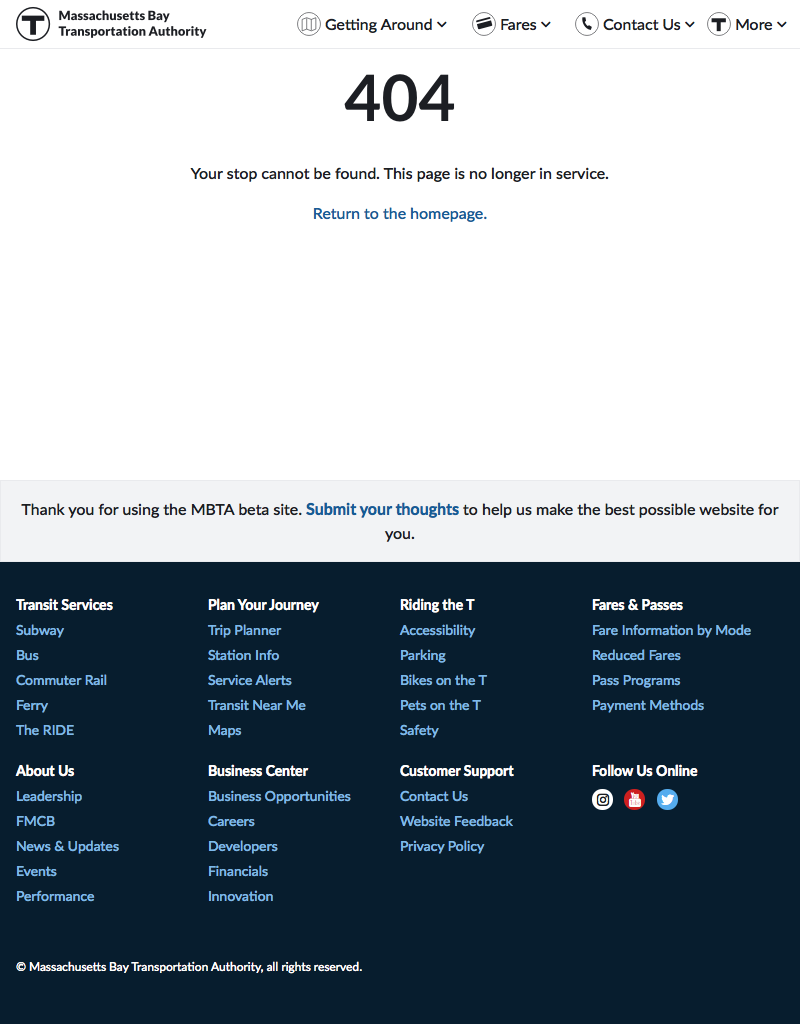 Massachusetts Bay
Transportation Authority
Getting Around
Fares
Contact Us
More
404
Your stop cannot be found. This page is no longer in service.
Return to the homepage.
Thank you for using the MBTA beta site. Submit your thoughts to help us make the best possible website for
you.
Transit Services
Subway
Bus
Commuter Rail
Ferry
The RIDE
Plan Your Journey
Trip Planner
Station Info
Service Alerts
Transit Near Me
Maps
Riding the T
Accessibility
Parking
Bikes on the T
Pets on the T
Safety
Fares & Passes
Fare Information by Mode
Reduced Fares
Pass Programs
Payment Methods
About Us
Leadership
FMCB
News & Updates
Events
Performance
Business Center
Business Opportunities
Careers
Developers
Financials
Innovation
Customer Support
Contact Us
Website Feedback
Privacy Policy
Follow Us Online
© Massachusetts Bay Transportation Authority, all rights reserved.